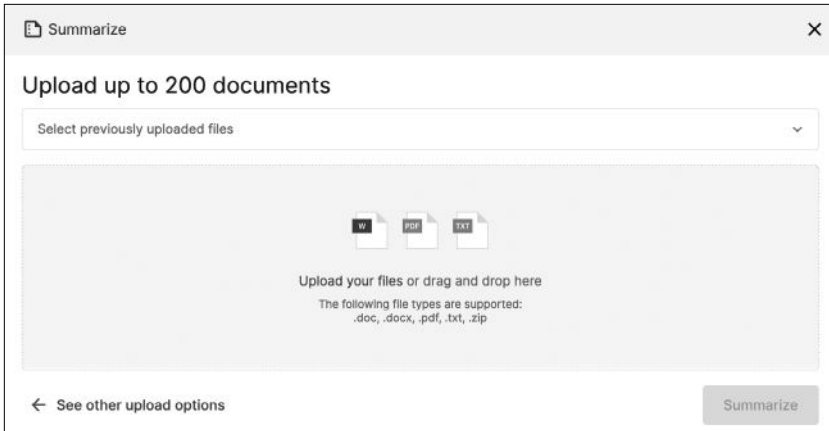 Summarize
Upload up to 200 documents
Select previously uploaded files
W PDF TXT
Upload your files or drag and drop here
The following file types are supported:
.doc, .docx, .pdf, .txt, .zip
See other upload options
Summarize